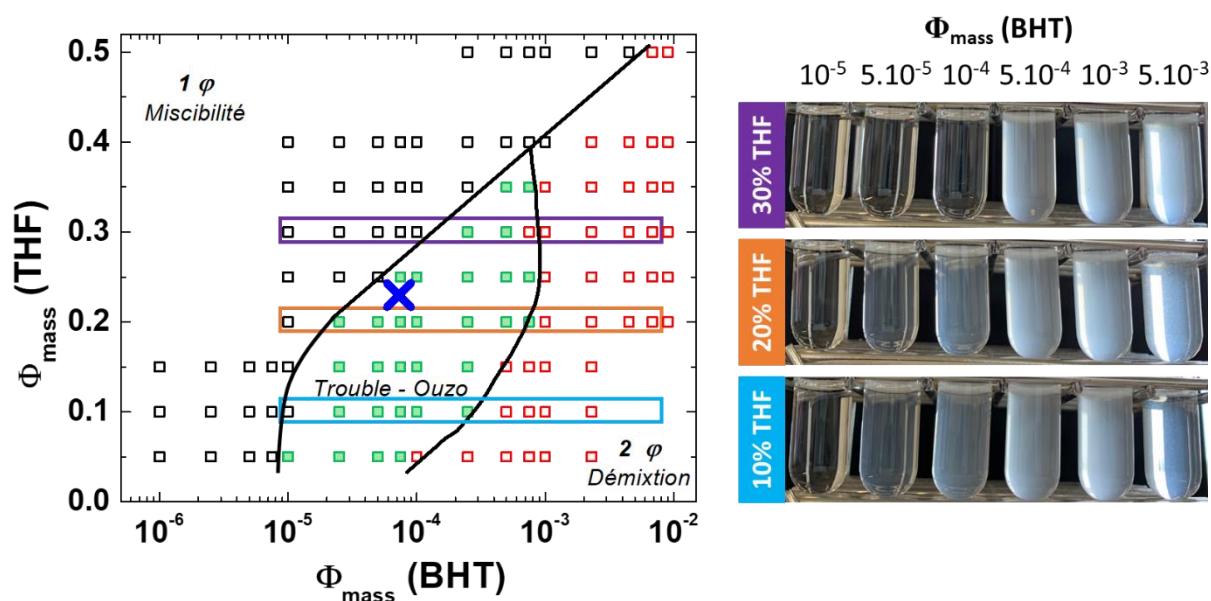 Φmass (THF)
0.5
0.4
0.3
0.2
0.1
0.0
1 φ
Miscibilité
Trouble - Ouzo
2 φ
Démixtion
10-6 10-5 10-4 10-3 10-2
Φmass (BHT)
Φmass (BHT)
10-5 5.10-5 10-4 5.10-4 10-3 5.10-3
30% THF
20% THF
10% THF